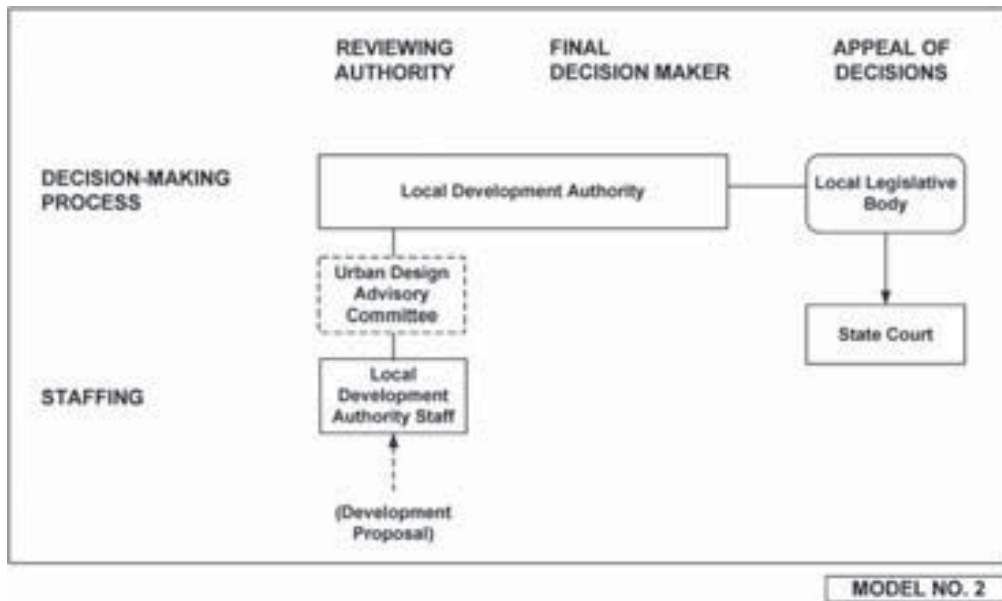 REVIEWING
AUTHORITY
FINAL
DECISION MAKER
APPEAL OF
DECISIONS
DECISION-MAKING
PROCESS
Local Development Authority
Local Legislative
Body
Urban Design
Advisory
Committee
State Court
STAFFING
Local
Development
Authority Staff
(Development
Proposal)
MODEL NO. 2